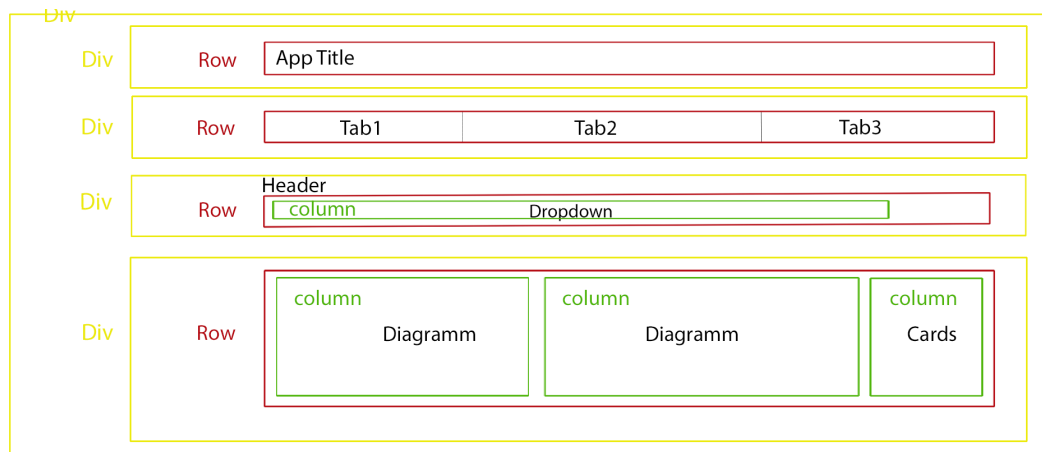 Div
Div Row App Title
Div Row Tab1 Tab2 Tab3
Header
Div Row column Dropdown
column column column
Div Row Diagramm Diagramm Cards